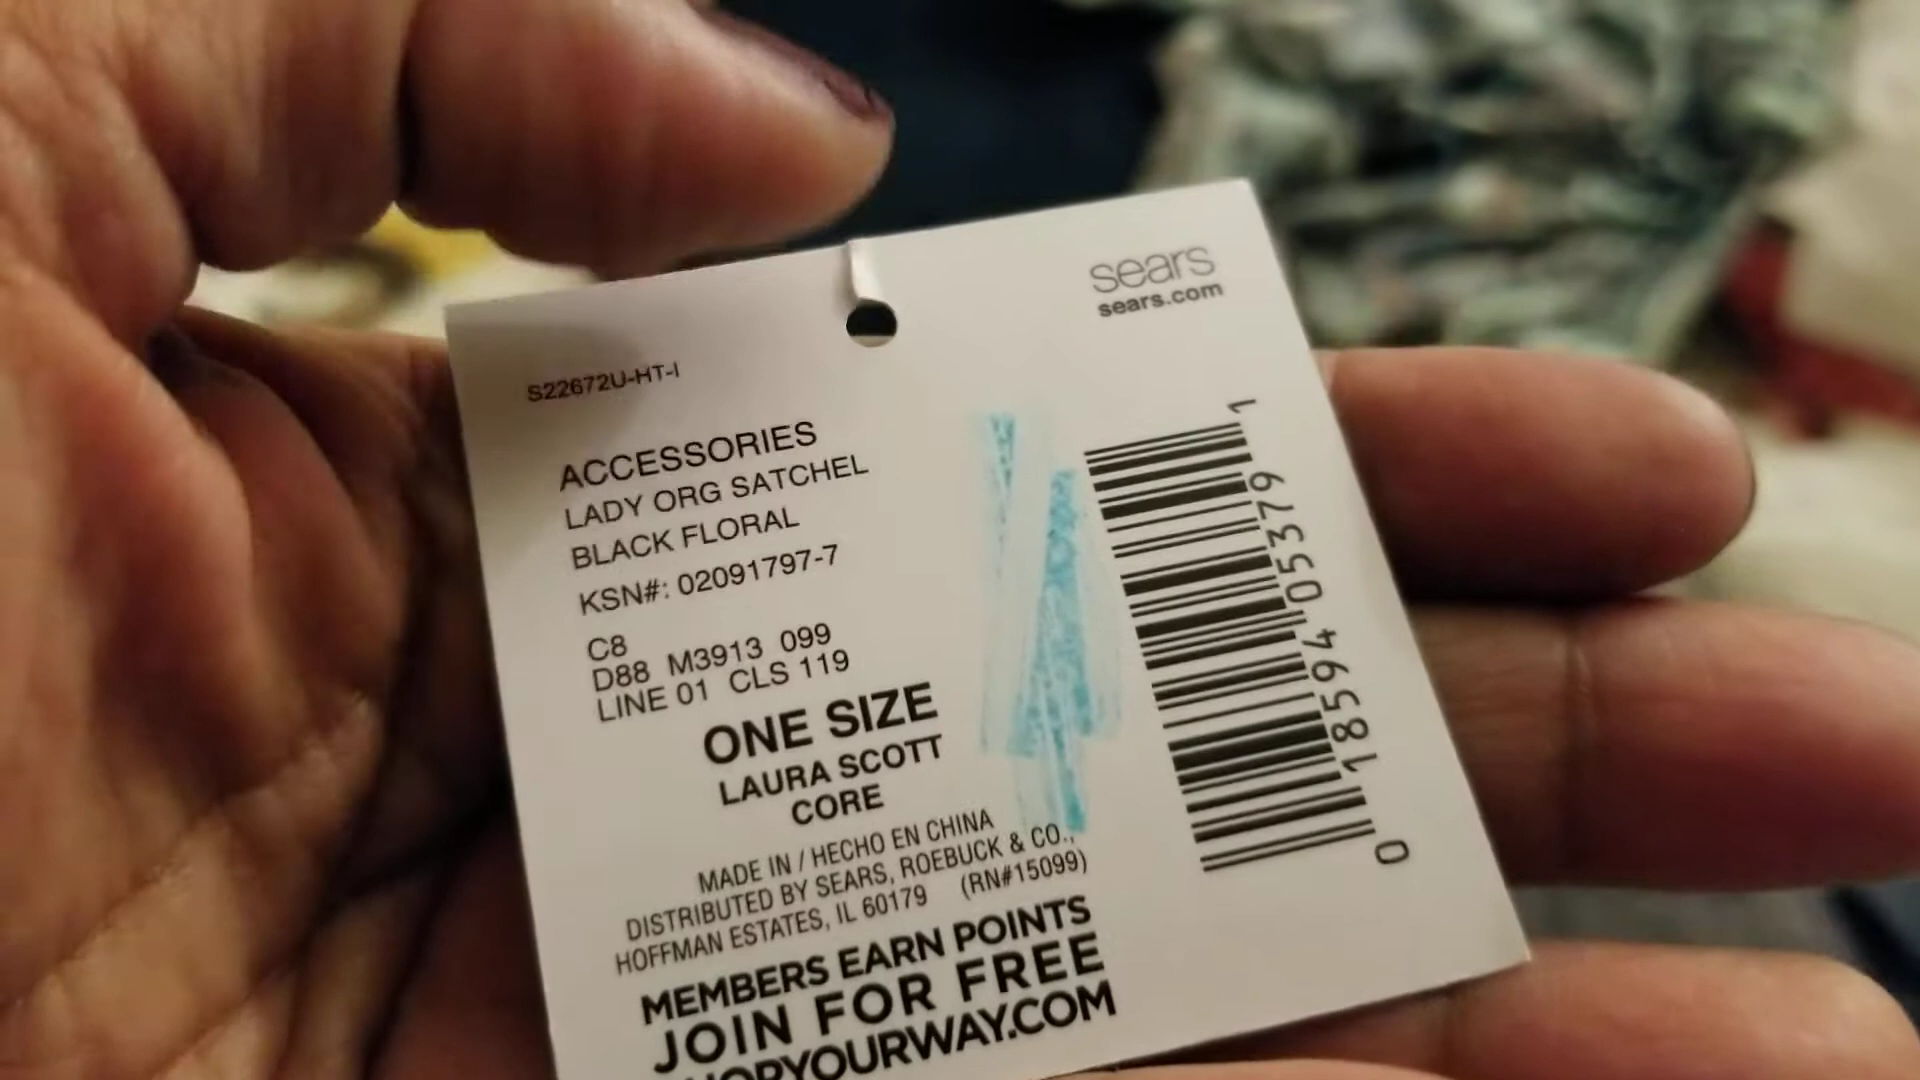 sears
sears.com
S22672U-HT-I
ACCESSORIES
LADY ORG SATCHEL
BLACK FLORAL
KSN#: 02091797-7
C8
D88 M3913 099
LINE 01 CLS 119
ONE SIZE
LAURA SCOTT
CORE
MADE IN / HECHO EN CHINA
DISTRIBUTED BY SEARS, ROEBUCK & CO.,
HOFFMAN ESTATES, IL 60179 (RN#15099)
MEMBERS EARN POINTS
JOIN FOR FREE
HOPYOURWAY.COM
0 18594 05379 1